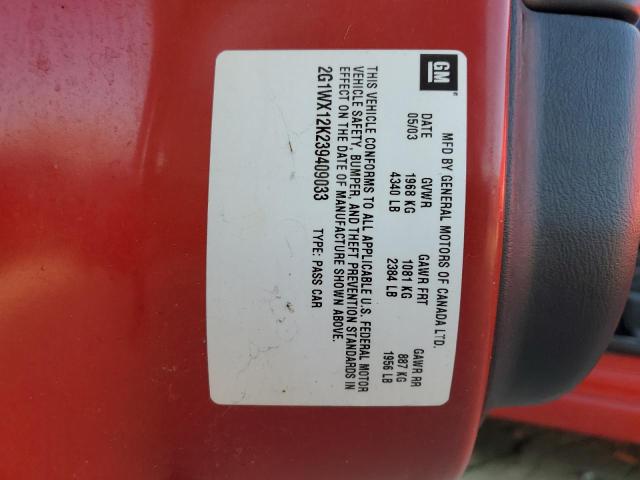 GM
MFD BY GENERAL MOTORS OF CANADA LTD.
DATE GVWR GAWR FRT GAWR RR
05/03 1968 KG 1081 KG 887 KG
4340 LB 2384 LB 1956 LB
THIS VEHICLE CONFORMS TO ALL APPLICABLE U.S. FEDERAL MOTOR
VEHICLE SAFETY, BUMPER, AND THEFT PREVENTION STANDARDS IN
EFFECT ON THE DATE OF MANUFACTURE SHOWN ABOVE.
2G1WX12K239409033 TYPE: PASS CAR